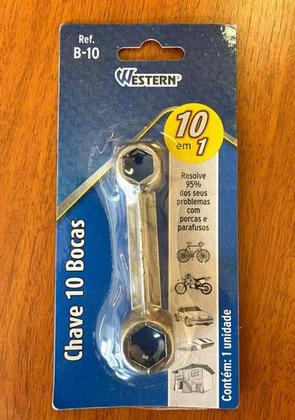 Ref.
B-10
WESTERN
10
em
1
Resolve
95%
dos seus
problemas
com
porcas e
parafusos
Chave 10 Bocas
Contém: 1 unidade